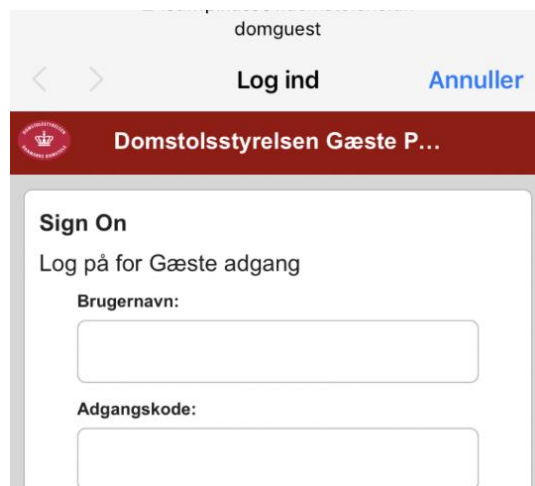 domguest
Log ind
Annuller
Domstolsstyrelsen Gæste P...
Sign On
Log på for Gæste adgang
Brugernavn:
Adgangskode: